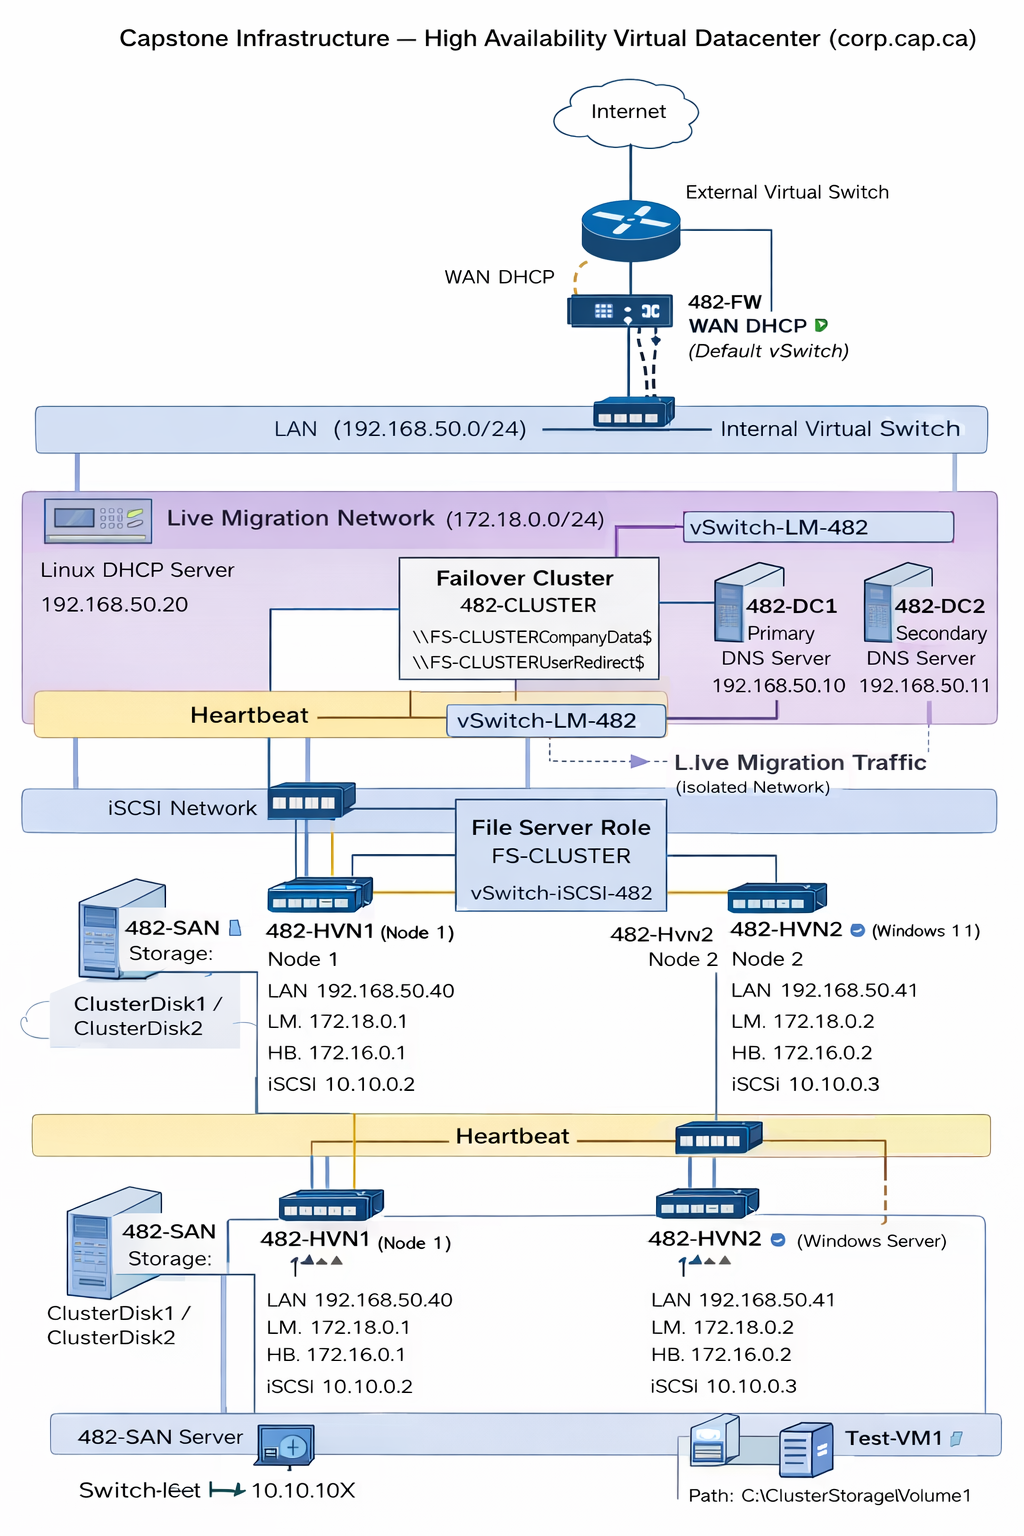 Capstone Infrastructure — High Availability Virtual Datacenter (corp.cap.ca)
Internet
External Virtual Switch
WAN DHCP
482-FW
WAN DHCP
(Default vSwitch)
LAN (192.168.50.0/24)
Internal Virtual Switch
Live Migration Network (172.18.0.0/24)
vSwitch-LM-482
Linux DHCP Server
192.168.50.20
Failover Cluster
482-CLUSTER
\\FS-CLUSTERCompanyData$
\\FS-CLUSTERUserRedirect$
482-DC1
Primary
DNS Server
192.168.50.10
482-DC2
Secondary
DNS Server
192.168.50.11
Heartbeat
vSwitch-LM-482
L.Ive Migration Traffic
(Isolated Network)
iSCSI Network
File Server Role
FS-CLUSTER
vSwitch-iSCSI-482
482-SAN
Storage:
ClusterDisk1 /
ClusterDisk2
482-HVN1 (Node 1)
Node 1
LAN 192.168.50.40
LM. 172.18.0.1
HB. 172.16.0.1
iSCSI 10.10.0.2
482-HVN2
Node 2
482-HVN2 (Windows 11)
Node 2
LAN 192.168.50.41
LM. 172.18.0.2
HB. 172.16.0.2
iSCSi 10.10.0.3
Heartbeat
482-SAN
Storage:
ClusterDisk1 /
ClusterDisk2
482-HVN1 (Node 1)
LAN 192.168.50.40
LM. 172.18.0.1
HB. 172.16.0.1
iSCSI 10.10.0.2
482-HVN2 (Windows Server)
LAN 192.168.50.41
LM. 172.18.0.2
HB. 172.16.0.2
iSCSi 10.10.0.3
482-SAN Server
10.10.10X
Test-VM1
Path: C:\ClusterStorage\Volume1